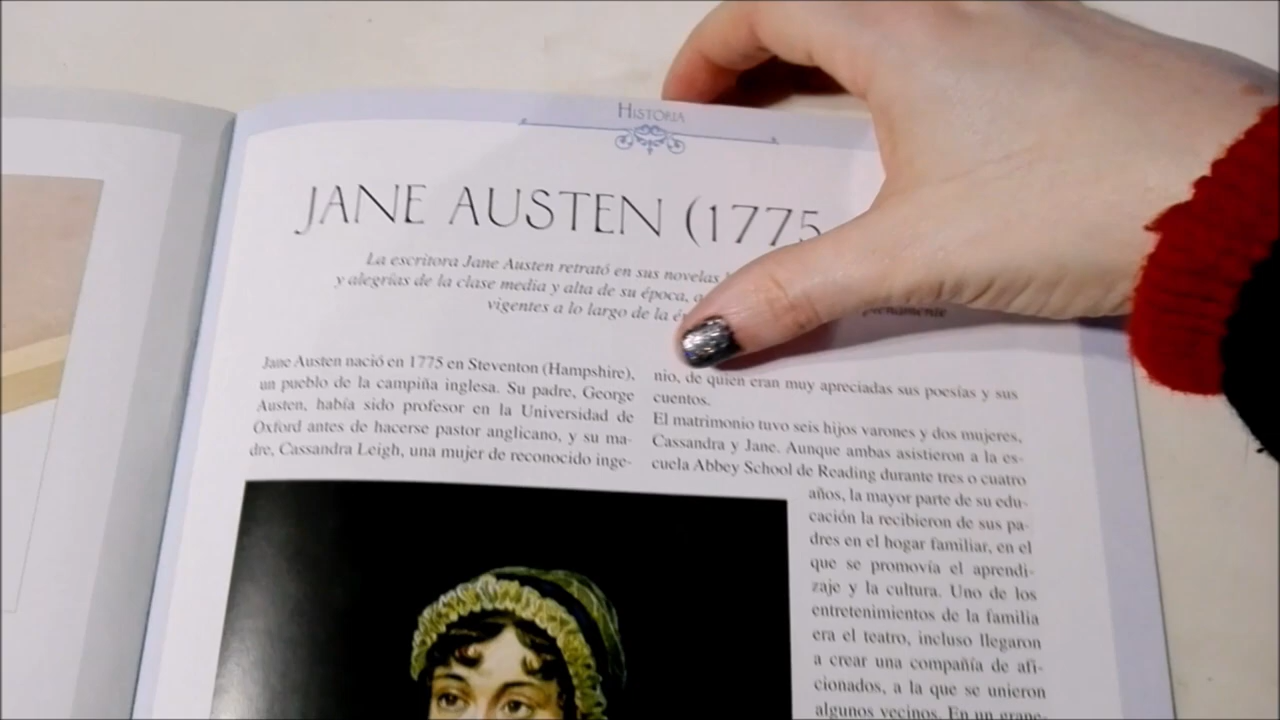 HISTORIA
JANE AUSTEN (1775
La escritora Jane Austen retrató en sus novelas
y alegrías de la clase media y alta de su época,
vigentes a lo largo de la
Jane Austen nació en 1775 en Steventon (Hampshire),
un pueblo de la campiña inglesa. Su padre, George
Austen, había sido profesor en la Universidad de
Oxford antes de hacerse pastor anglicano, y su ma-
dre, Cassandra Leigh, una mujer de reconocido inge-
nio, de quien eran muy apreciadas sus poesías y sus
cuentos.
El matrimonio tuvo seis hijos varones y dos mujeres,
Cassandra y Jane. Aunque ambas asistieron a la es-
cuela Abbey School de Reading durante tres o cuatro
años, la mayor parte de su edu-
cación la recibieron de sus pa-
dres en el hogar familiar, en el
que se promovía el aprendi-
zaje y la cultura. Uno de los
entretenimientos de la familia
era el teatro, incluso llegaron
a crear una compañía de afi-
cionados, a la que se unieron
algunos vecinos. En un